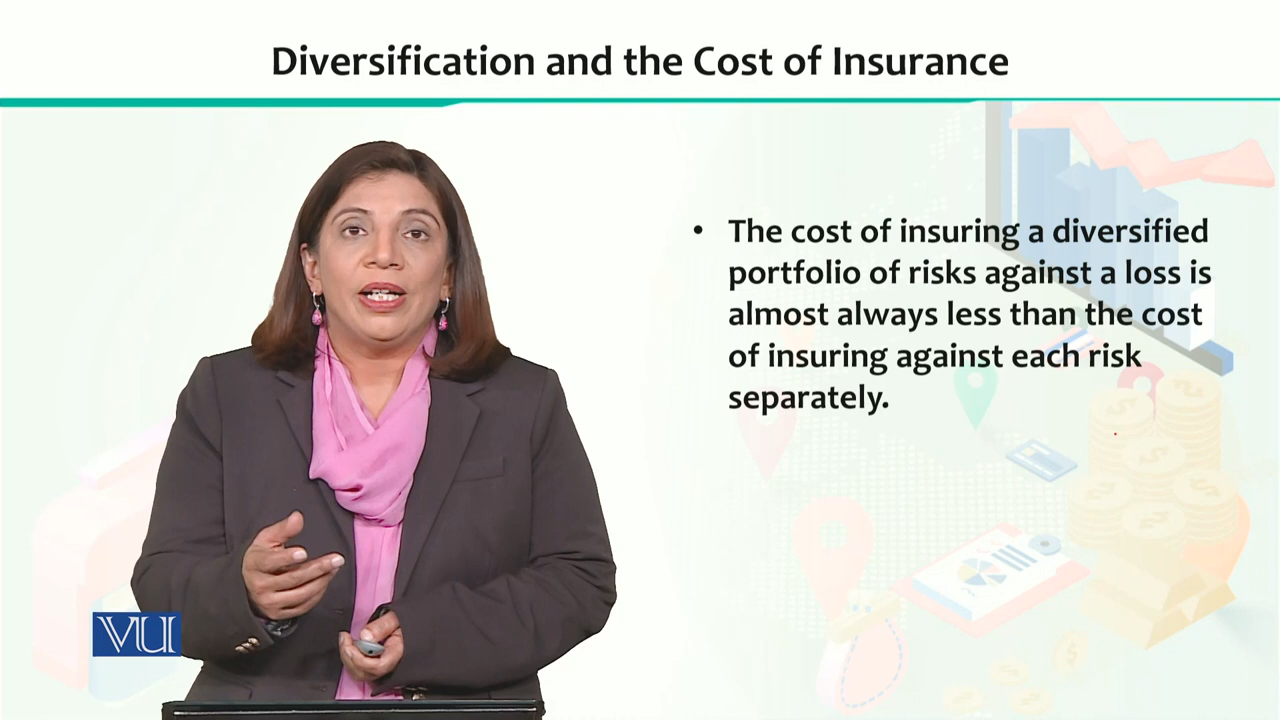 Diversification and the Cost of Insurance
• The cost of insuring a diversified
portfolio of risks against a loss is
almost always less than the cost
of insuring against each risk
separately.
VU